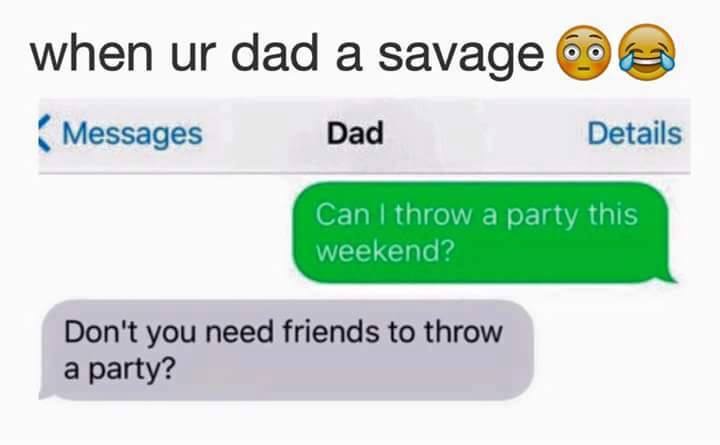 when ur dad a savage 😳😂
Messages Dad Details
Can I throw a party this
weekend?
Don't you need friends to throw
a party?